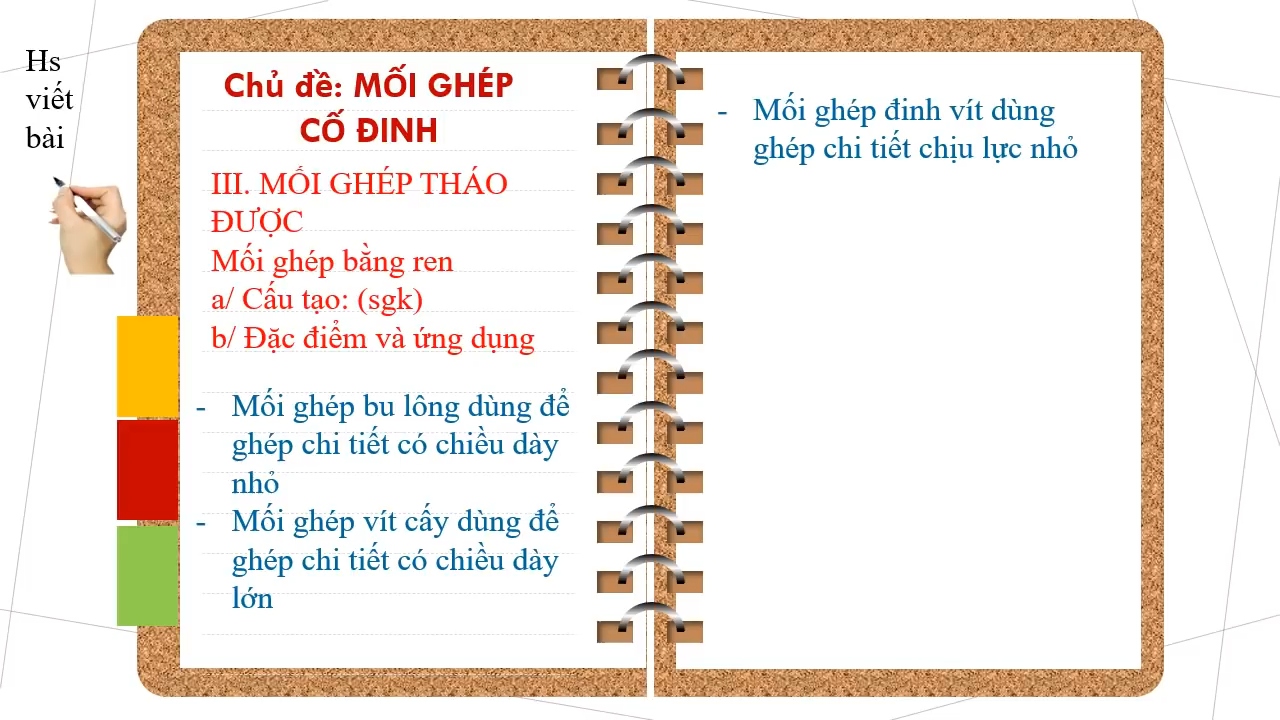 Hs
viết
bài
Chủ đề: MỐI GHÉP
CỐ ĐINH
III. MỐI GHÉP THÁO
ĐƯỢC
Mối ghép bằng ren
a/ Cấu tạo: (sgk)
b/ Đặc điểm và ứng dụng
- Mối ghép bu lông dùng để
ghép chi tiết có chiều dày
nhỏ
- Mối ghép vít cấy dùng để
ghép chi tiết có chiều dày
lớn
- Mối ghép đinh vít dùng
ghép chi tiết chịu lực nhỏ